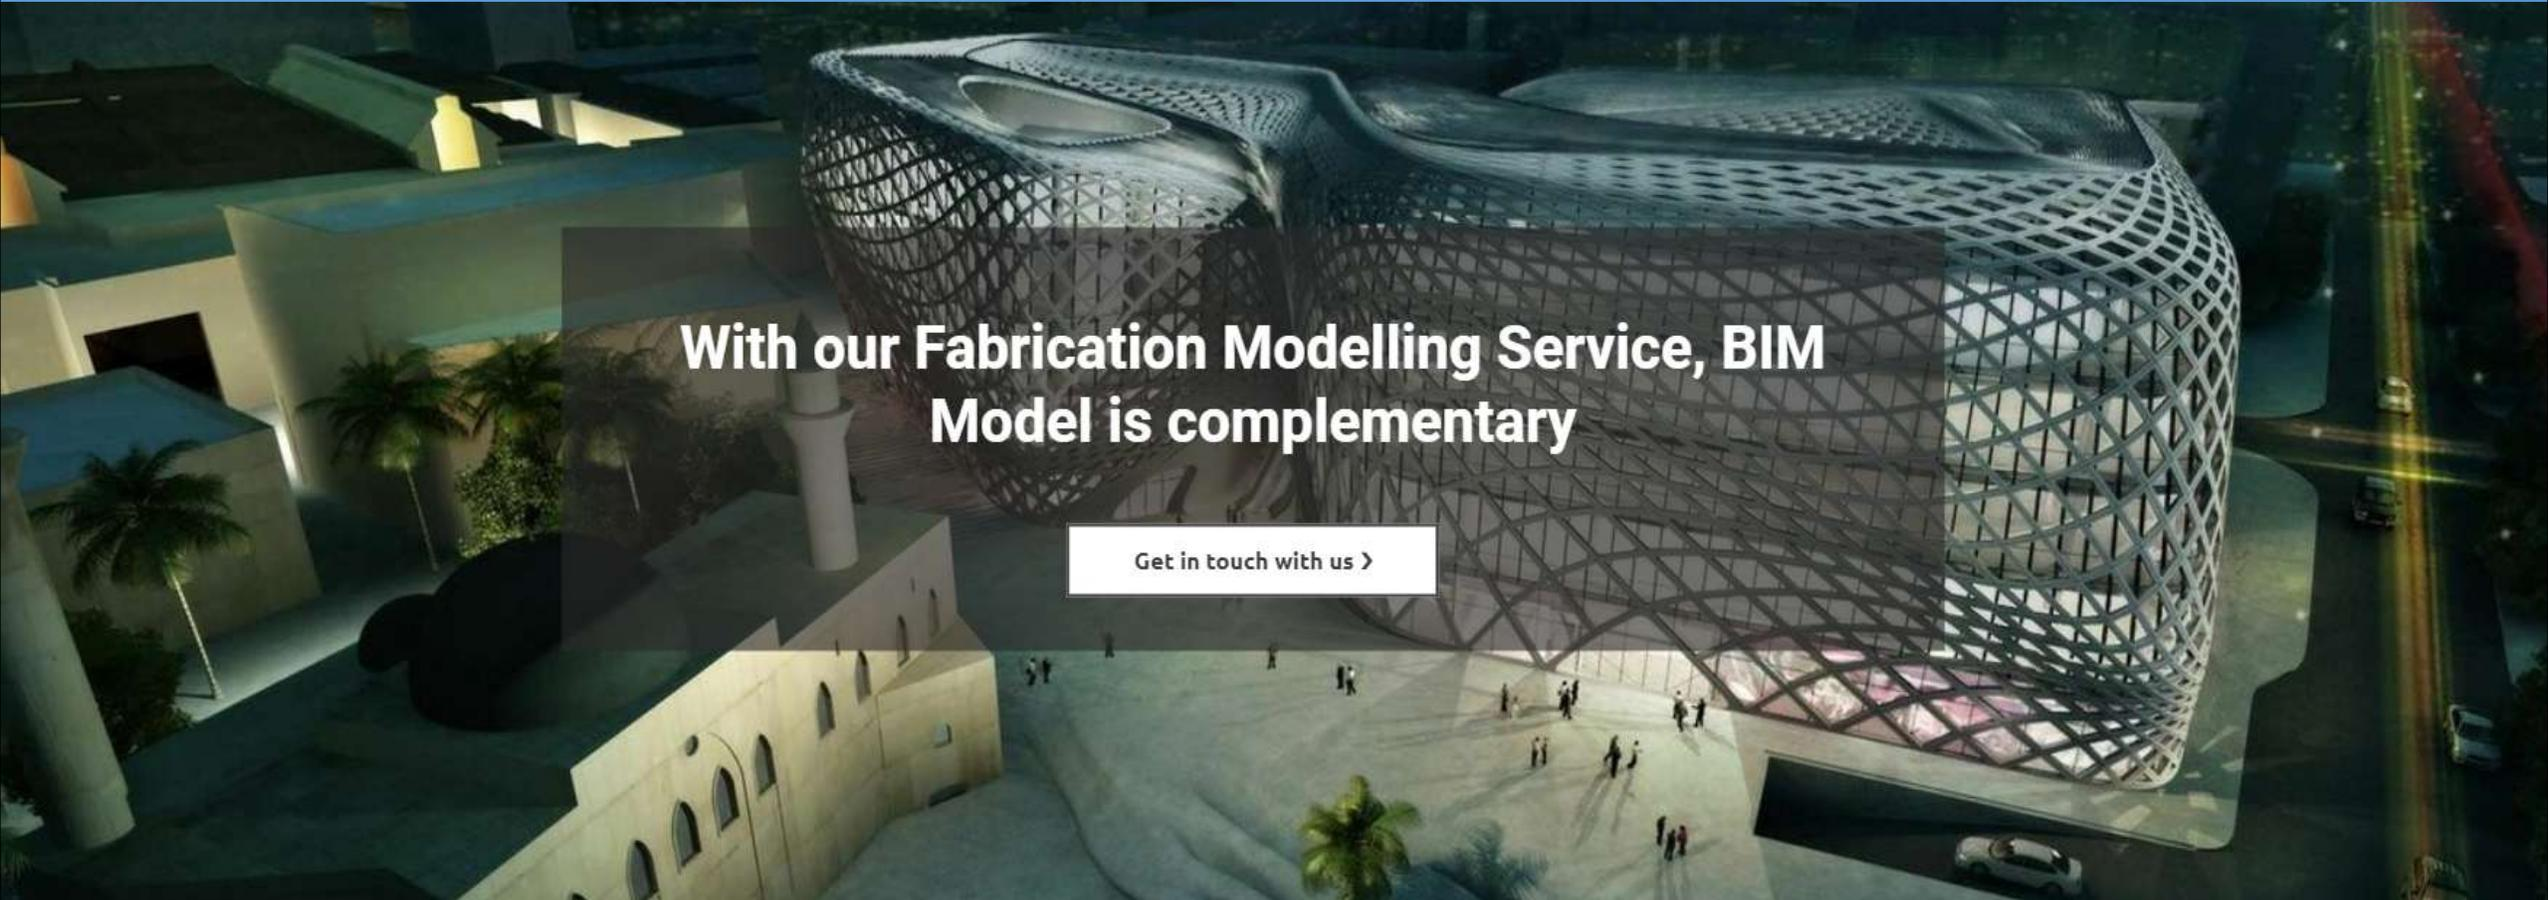 With our Fabrication Modelling Service, BIM
Model is complementary
Get in touch with us ❯